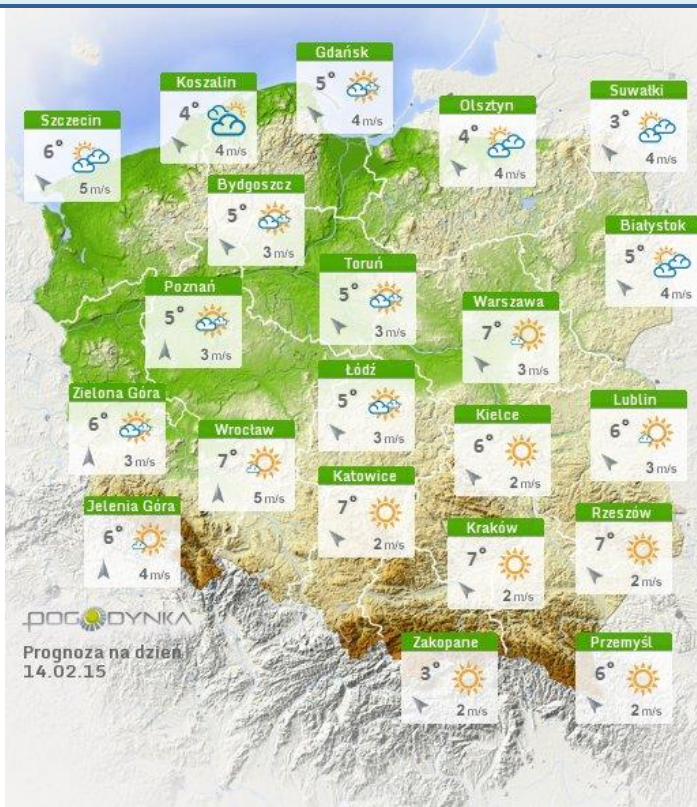 Gdańsk
5°
4 m/s
Koszalin
4°
4 m/s
Suwałki
3°
4 m/s
Olsztyn
4°
4 m/s
Szczecin
6°
5 m/s
Bydgoszcz
5°
3 m/s
Białystok
5°
4 m/s
Toruń
5°
3 m/s
Poznań
5°
3 m/s
Warszawa
7°
3 m/s
Łódź
5°
3 m/s
Zielona Góra
6°
3 m/s
Lublin
6°
3 m/s
Kielce
6°
2 m/s
Wrocław
7°
5 m/s
Katowice
7°
2 m/s
Jelenia Góra
6°
4 m/s
Rzeszów
7°
2 m/s
Kraków
7°
2 m/s
POGODYNKA
Prognoza na dzień
14.02.15
Zakopane
3°
2 m/s
Przemyśl
6°
2 m/s